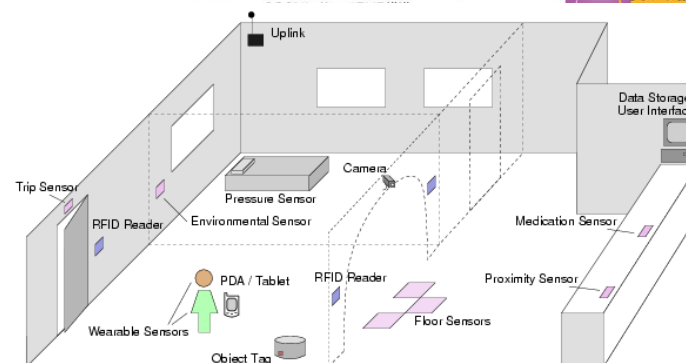 Uplink
Data Storage
User Interface
Camera
Trip Sensor
Pressure Sensor
RFID Reader
Environmental Sensor
Medication Sensor
PDA / Tablet
RFID Reader
Proximity Sensor
Wearable Sensors
Floor Sensors
Object Tag